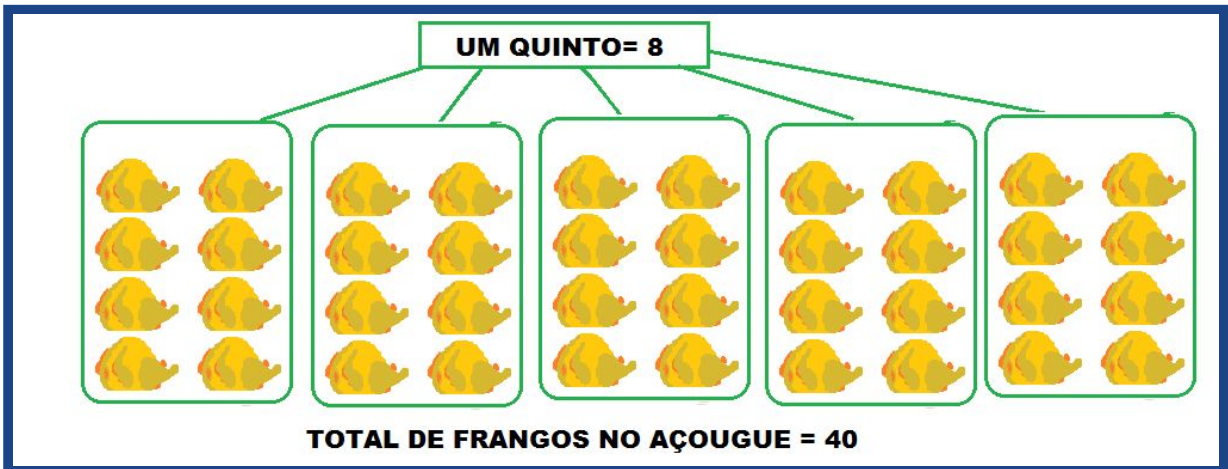 UM QUINTO= 8
TOTAL DE FRANGOS NO AÇOUGUE = 40